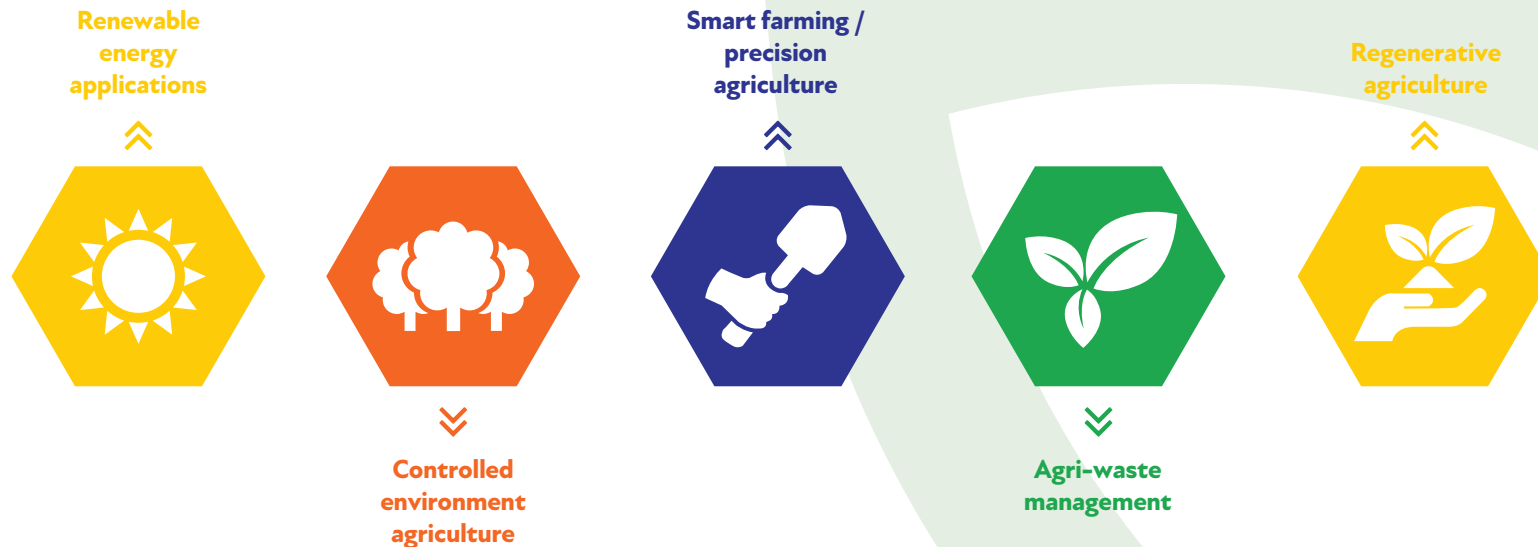 Renewable
energy
applications
Controlled
environment
agriculture
Smart farming /
precision
agriculture
Agri-waste
management
Regenerative
agriculture